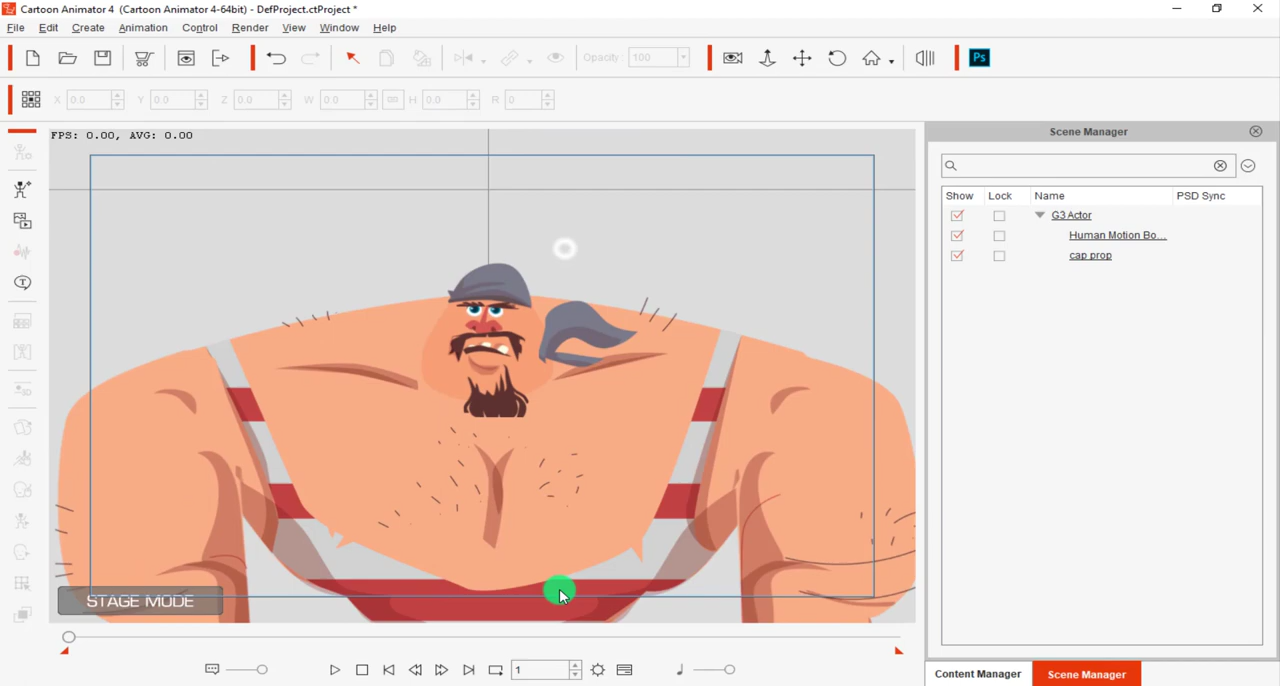 Cartoon Animator 4 (Cartoon Animator 4-64bit) - DefProject.ctProject *
File Edit Create Animation Control Render View Window Help
Opacity: 100 Ps
X 0.0 Y 0.0 Z 0.0 W 0.0 H 0.0 R 0
FPS: 0.00, AVG: 0.00
STAGE MODE
1
Scene Manager
Show Lock Name PSD Sync
G3 Actor
Human Motion Bo...
cap prop
Content Manager Scene Manager